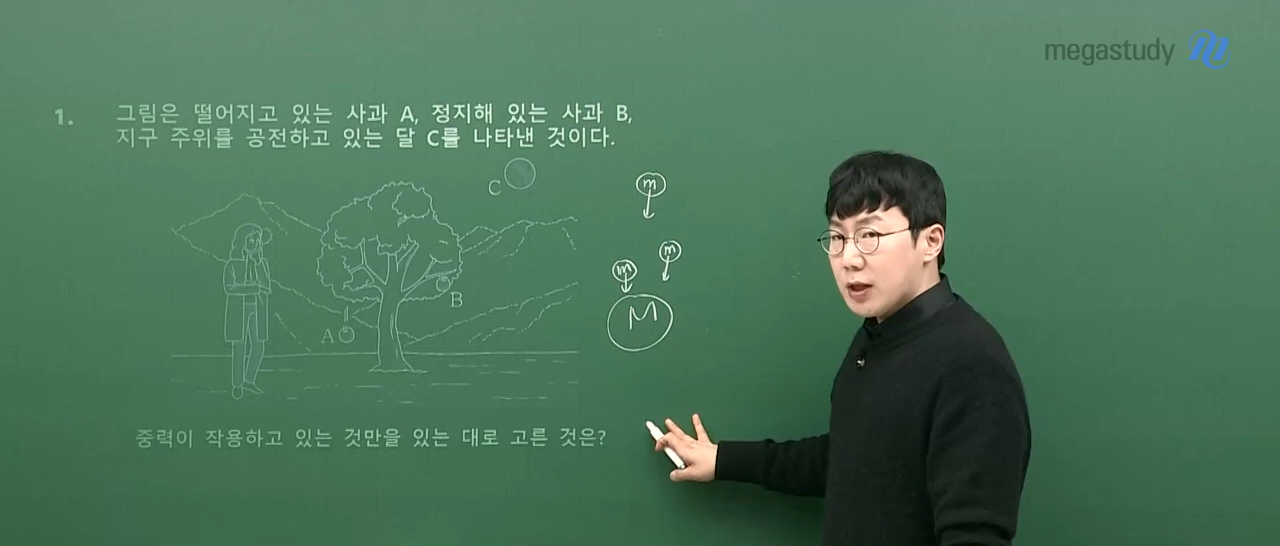 megastudy
1. 그림은 떨어지고 있는 사과 A, 정지해 있는 사과 B,
지구 주위를 공전하고 있는 달 C를 나타낸 것이다.
C
m
m
m
B
M
A
중력이 작용하고 있는 것만을 있는 대로 고른 것은?